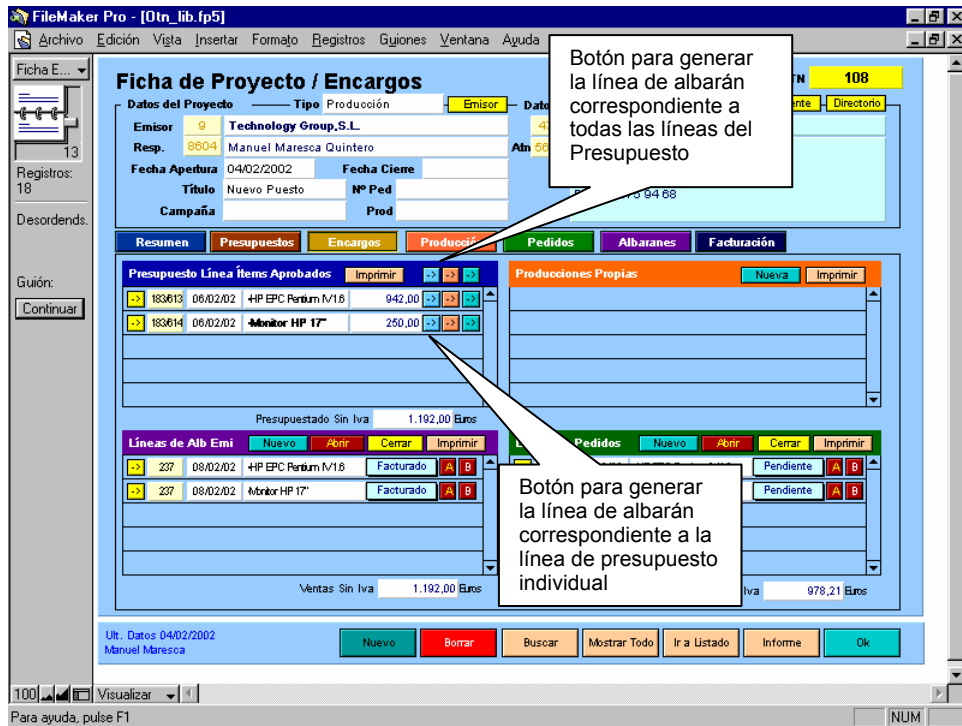 FileMaker Pro - [Otn_lib.fp5]
Archivo Edición Vista Insertar Formato Registros Guiones Ventana Ayuda
Ficha E...
13
Registros:
18
Desordends.
Guión:
Continuar
Ficha de Proyecto / Encargos
108
Datos del Proyecto Tipo Producción Emisor
Directorio
Emisor 9 Technology Group,S.L.
Resp. 8604 Manuel Maresca Quintero
Fecha Apertura 04/02/2002 Fecha Cierre
Título Nuevo Puesto Nº Ped
Campaña Prod
Botón para generar
la línea de albarán
correspondiente a
todas las líneas del
Presupuesto
Resumen Presupuestos Encargos Producción Pedidos Albaranes Facturación
Presupuesto Línea Ítems Aprobados Imprimir -> -> ->
-> 183/613 06/02/02 -HP EPC Pentium IV1.6 942,00 -> -> ->
-> 183/614 06/02/02 -Monitor HP 17" 250,00 -> -> ->
Presupuestado Sin Iva 1.192,00 Euros
Producciones Propias Nueva Imprimir
Líneas de Alb Emi Nuevo Abrir Cerrar Imprimir
-> 237 08/02/02 -HP EPC Pentium IV1.6 Facturado A B
-> 237 08/02/02 -Monitor HP 17" Facturado A B
Ventas Sin Iva 1.192,00 Euros
Pedidos Nuevo Abrir Cerrar Imprimir
Pendiente A B
Pendiente A B
Iva 978,21 Euros
Botón para generar
la línea de albarán
correspondiente a la
línea de presupuesto
individual
Ult. Datos 04/02/2002
Manuel Maresca
Nuevo Borrar Buscar Mostrar Todo Ir a Listado Informe Ok
100 Visualizar
Para ayuda, pulse F1
NUM